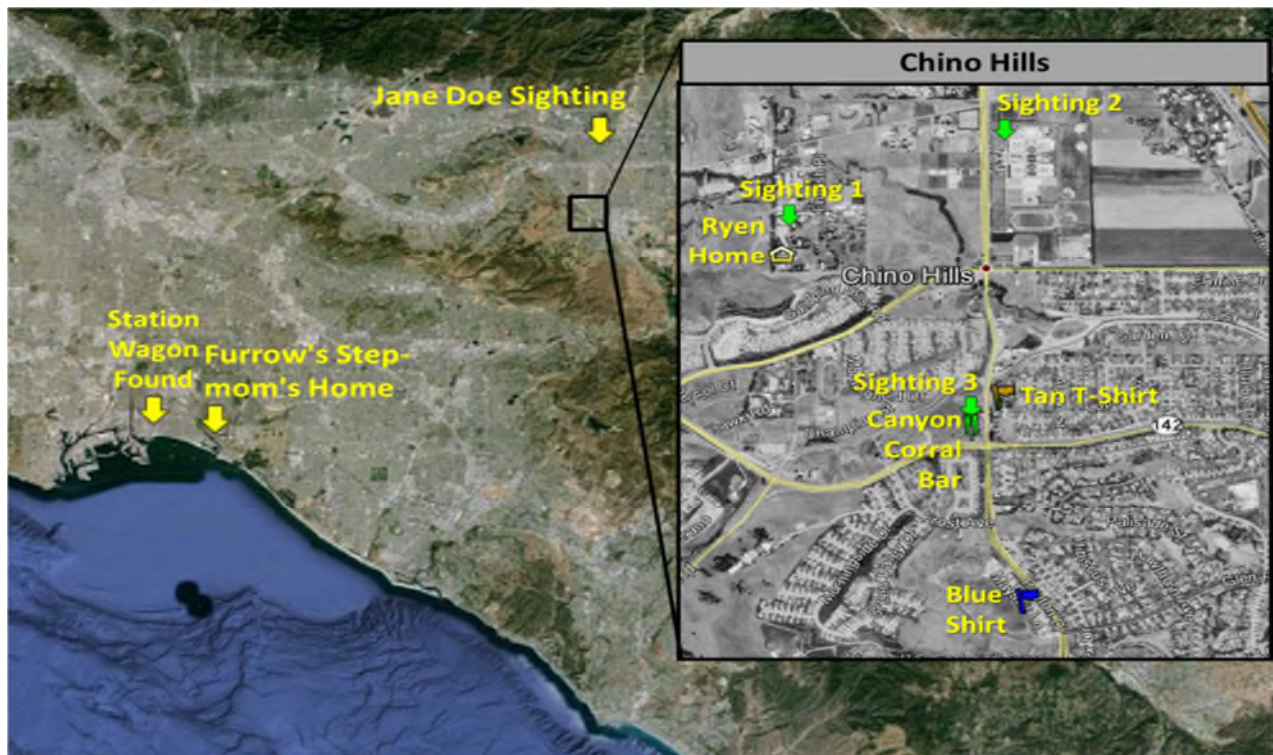 Jane Doe Sighting
Station
Wagon
Found
Furrow's Step-
mom's Home
Chino Hills
Sighting 2
Sighting 1
Ryen
Home
Chino Hills
Sighting 3
Tan T-Shirt
Canyon
Corral
Bar
142
Blue
Shirt